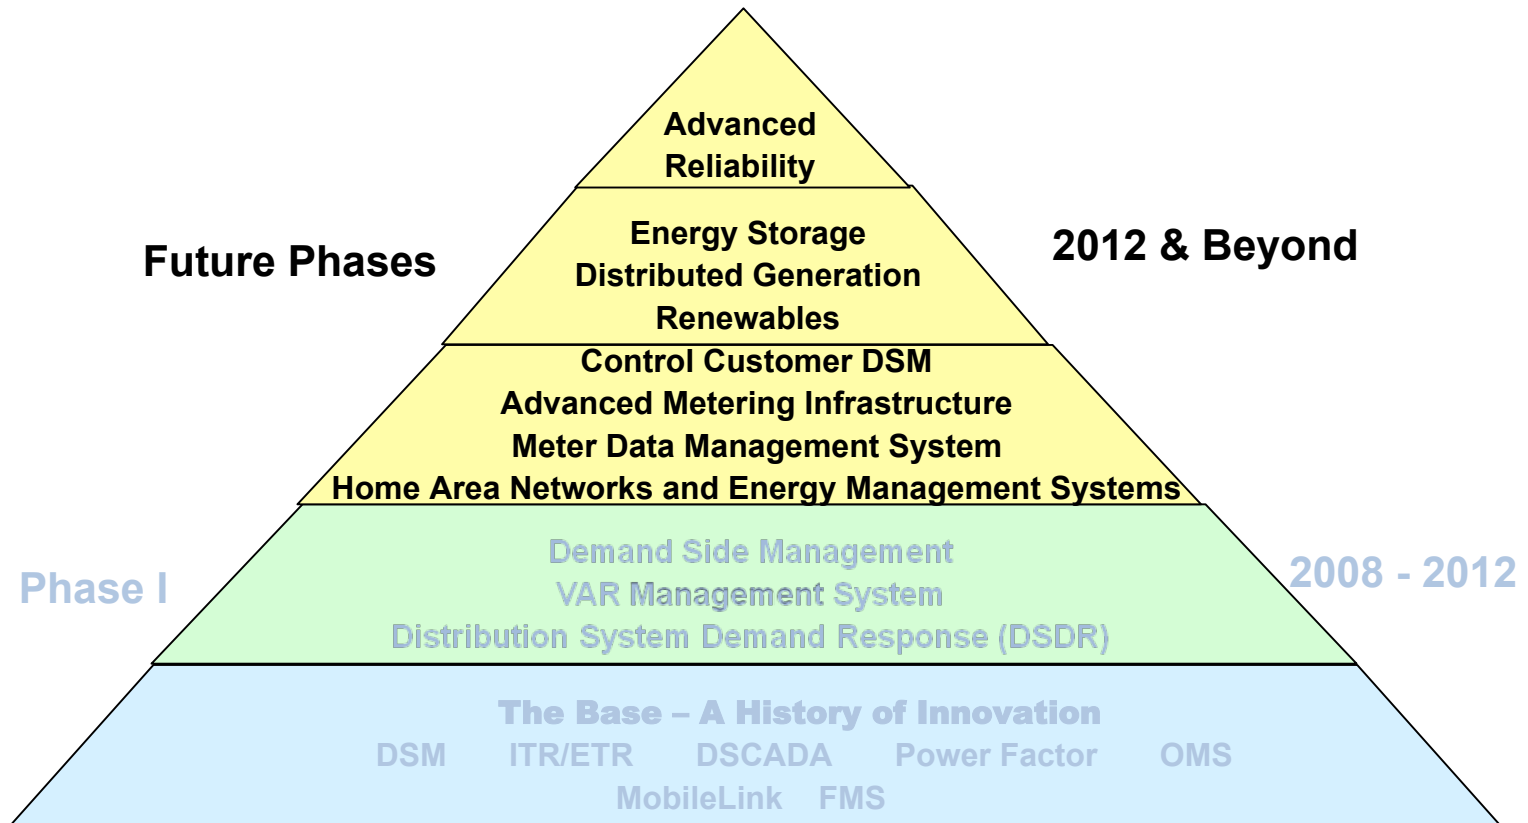 Advanced
Reliability
Future Phases
2012 & Beyond
Energy Storage
Distributed Generation
Renewables
Control Customer DSM
Advanced Metering Infrastructure
Meter Data Management System
Home Area Networks and Energy Management Systems
Phase I
2008 - 2012
Demand Side Management
VAR Management System
Distribution System Demand Response (DSDR)
The Base – A History of Innovation
DSM ITR/ETR DSCADA Power Factor OMS
MobileLink FMS